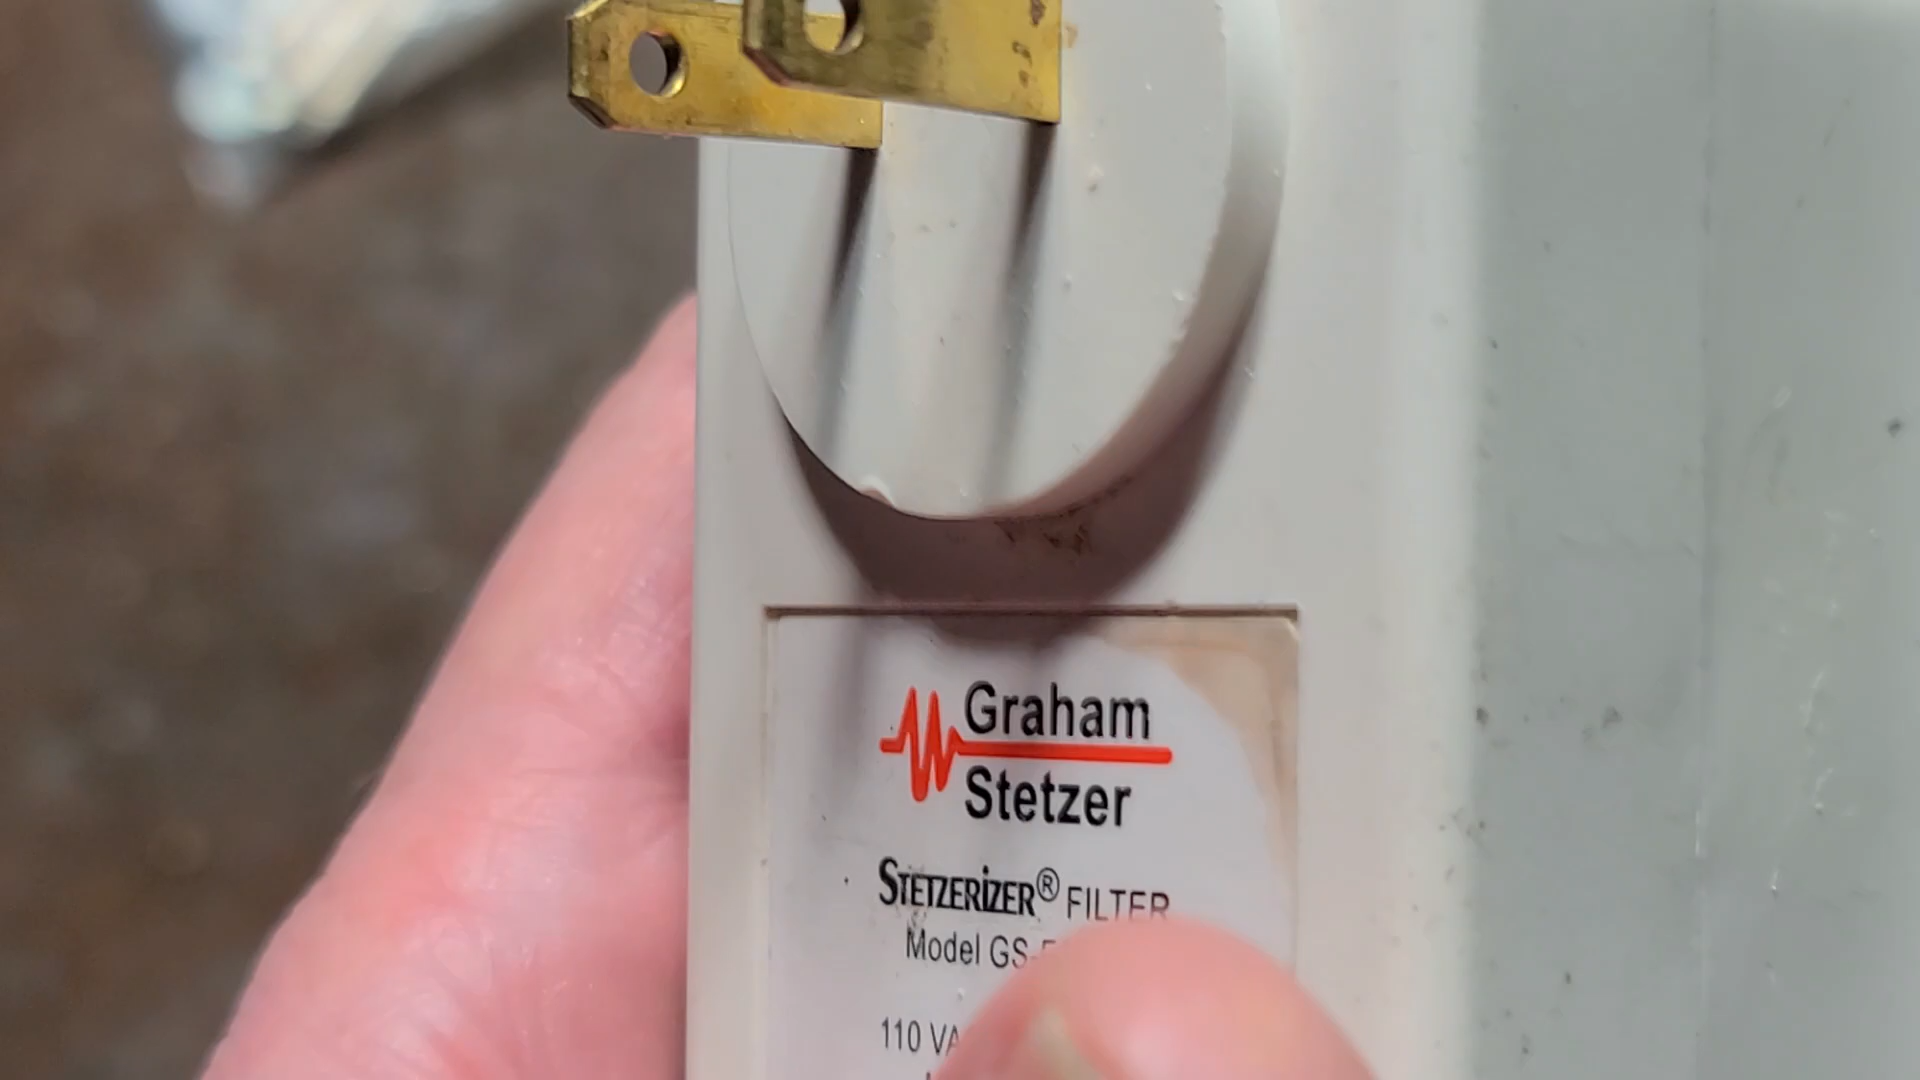 Graham
Stetzer
STETZERiZER® FILTER
Model GS-
110 VA